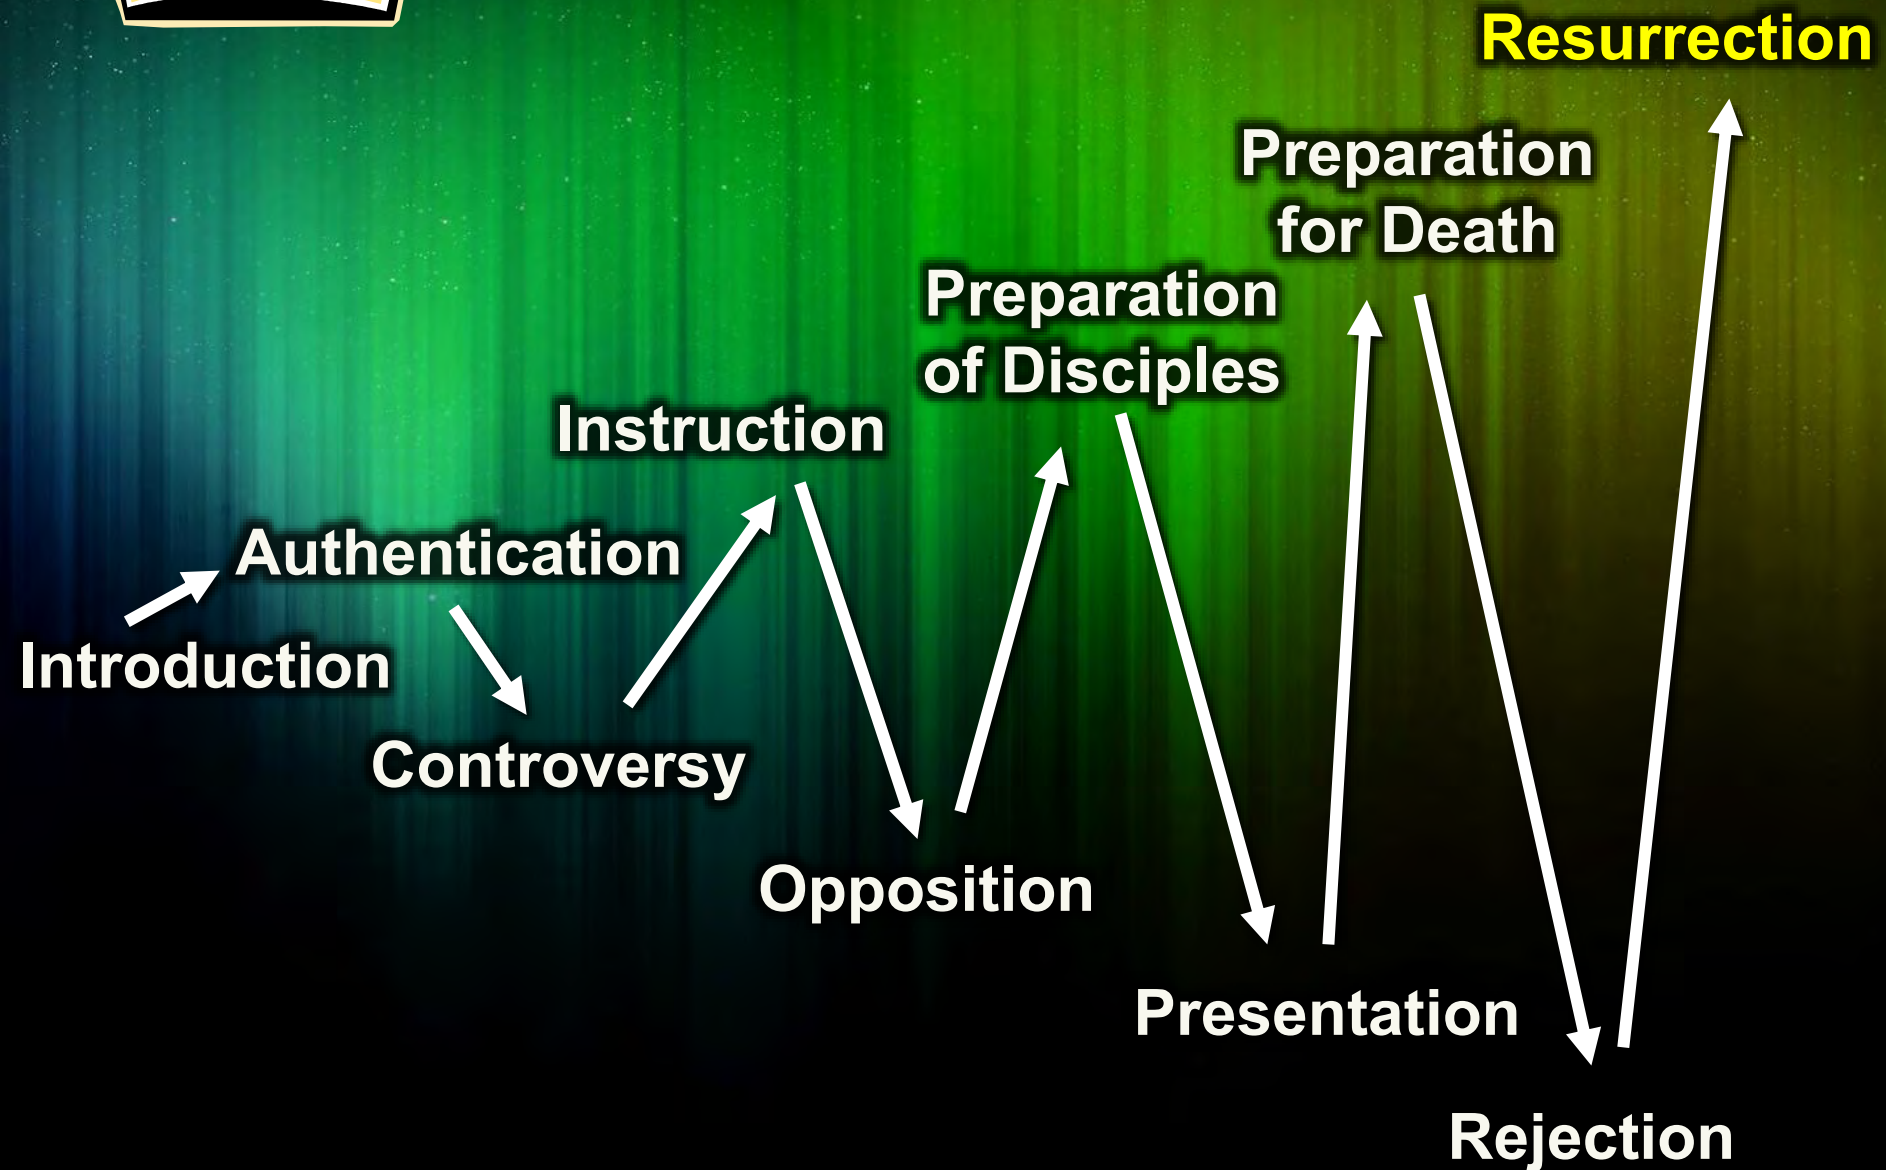 Resurrection
Preparation
for Death
Preparation
of Disciples
Instruction
Authentication
Introduction
Controversy
Opposition
Presentation
Rejection